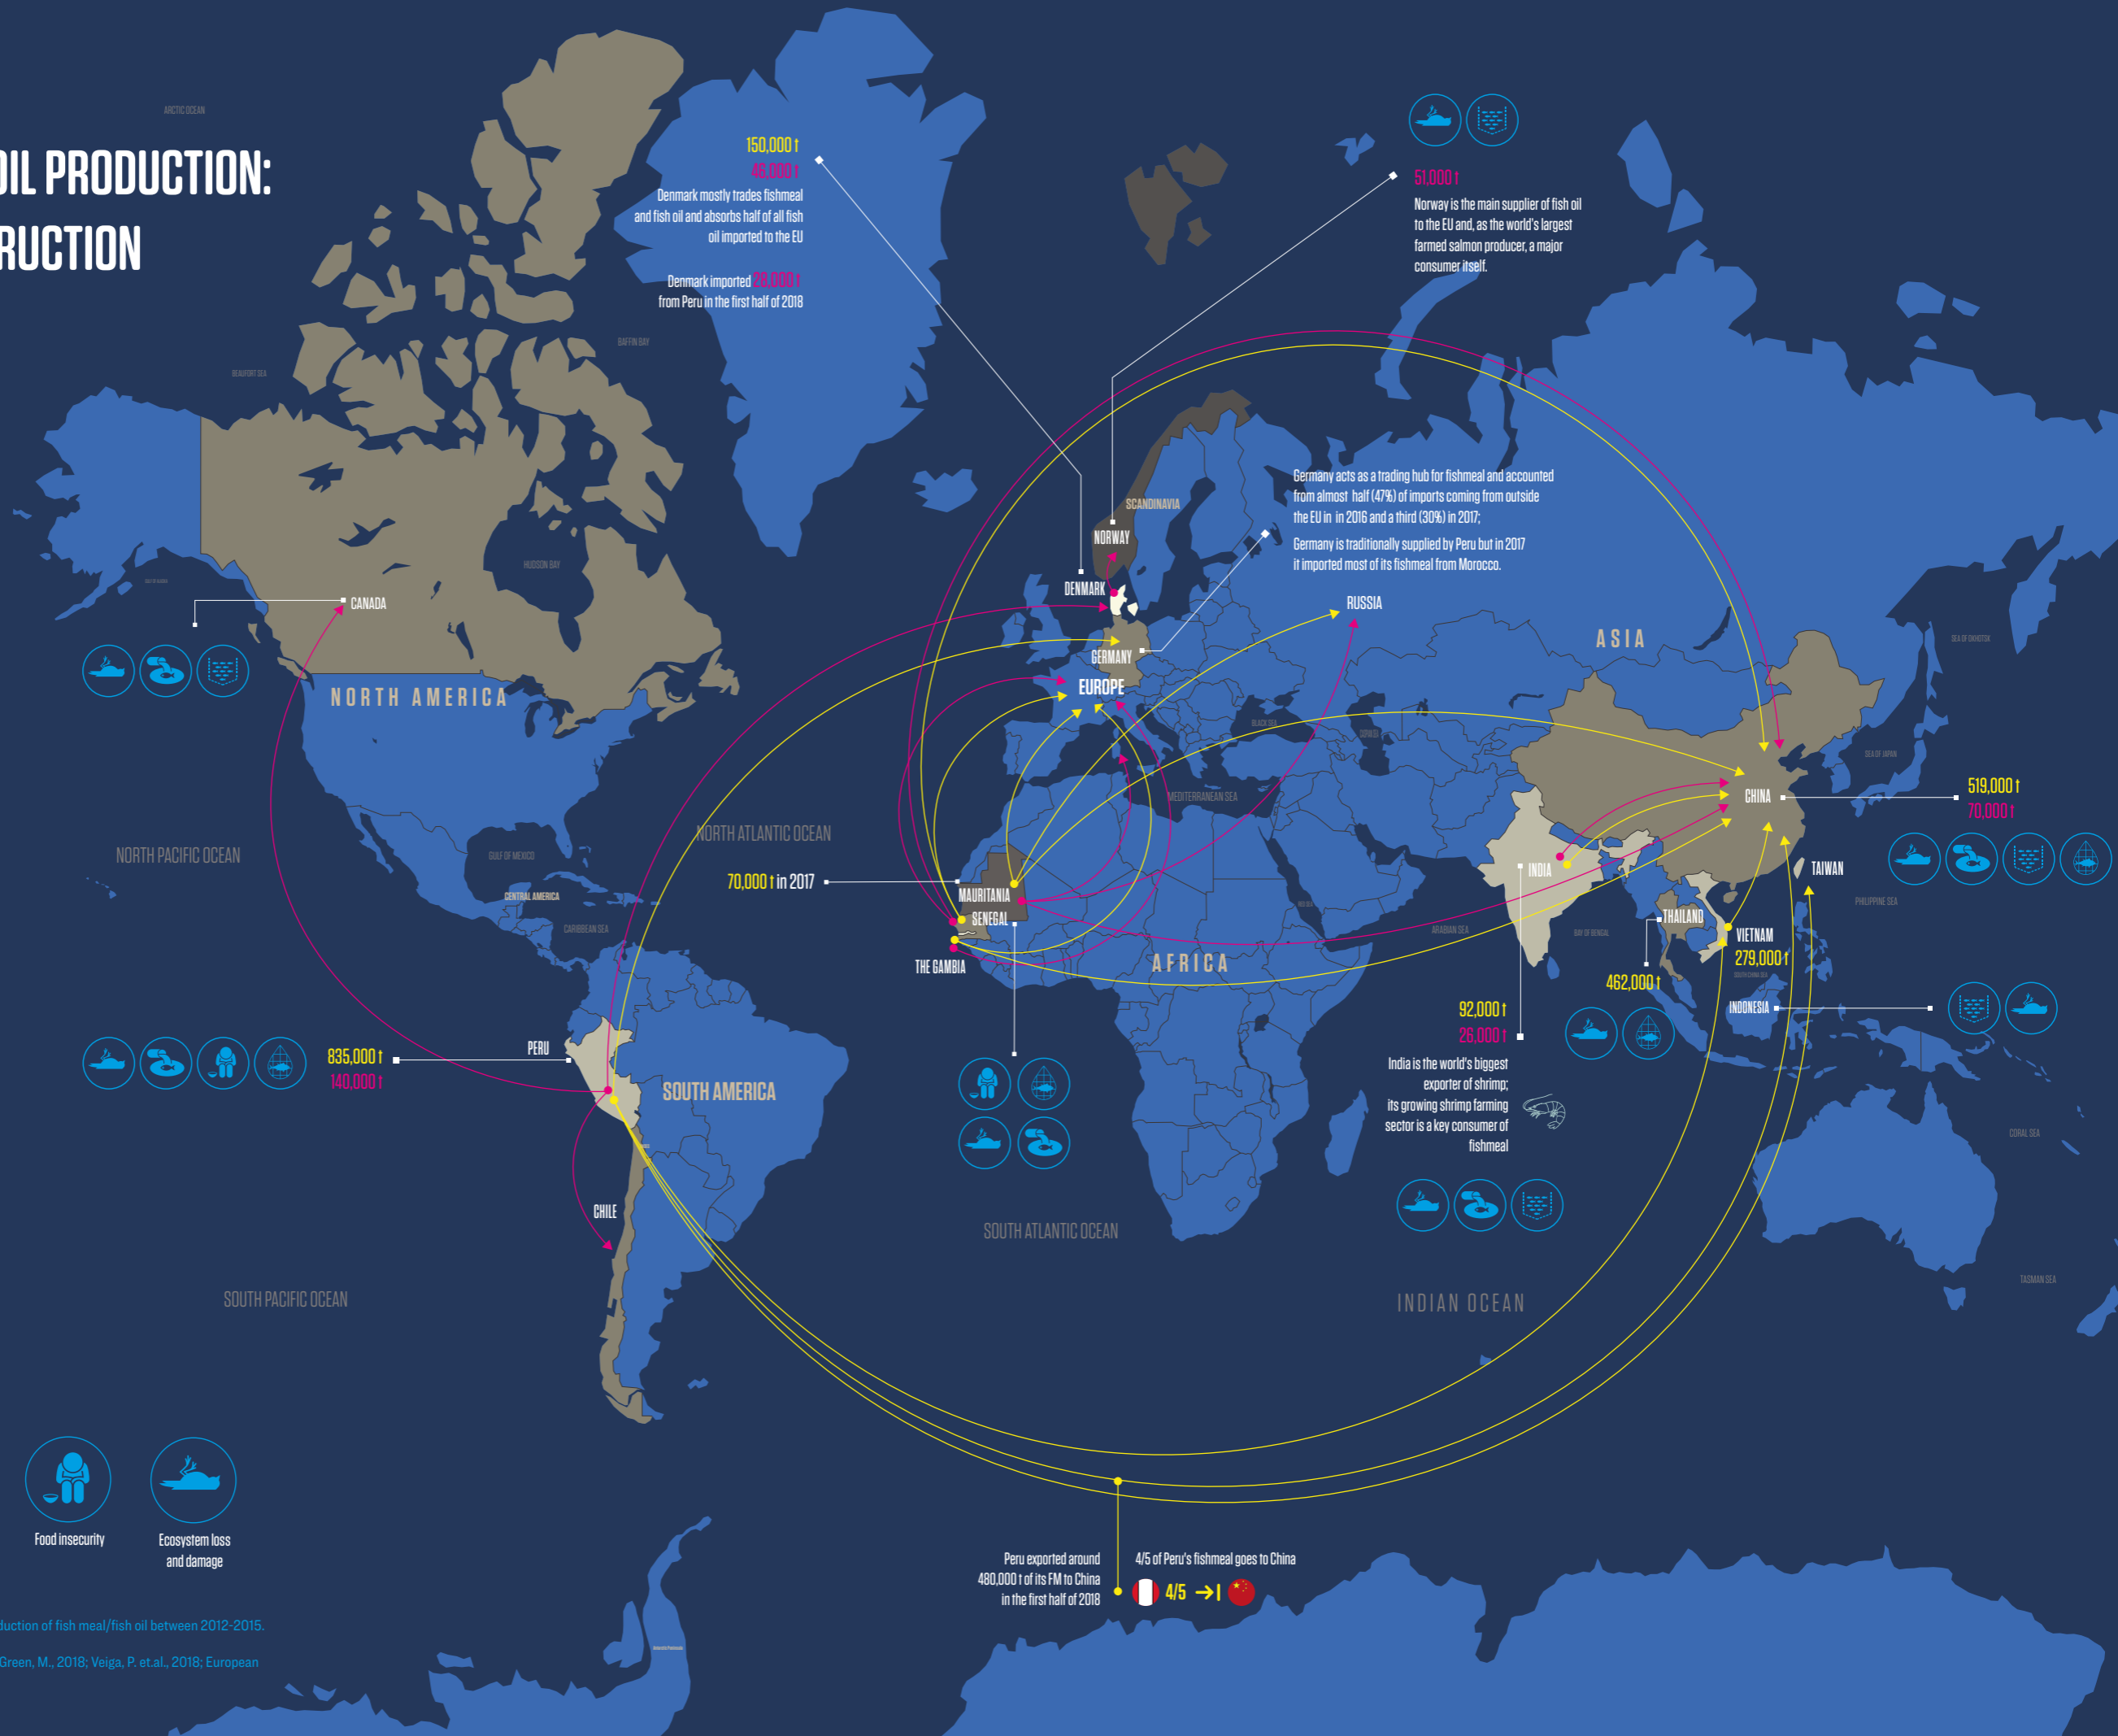 OIL PRODUCTION:
RUCTION
ARCTIC OCEAN
BEAUFORT SEA
BAFFIN BAY
HUDSON BAY
150,000 t
46,000 t
Denmark mostly trades fishmeal
and fish oil and absorbs half of all fish
oil imported to the EU
Denmark imported 28,000 t
from Peru in the first half of 2018
51,000 t
Norway is the main supplier of fish oil
to the EU and, as the world's largest
farmed salmon producer, a major
consumer itself.
Germany acts as a trading hub for fishmeal and accounted
from almost half (47%) of imports coming from outside
the EU in in 2016 and a third (30%) in 2017;
Germany is traditionally supplied by Peru but in 2017
it imported most of its fishmeal from Morocco.
SCANDINAVIA
NORWAY
DENMARK
GERMANY
EUROPE
RUSSIA
ASIA
SEA OF OKHOTSK
CANADA
NORTH AMERICA
BLACK SEA
SEA OF JAPAN
MEDITERRANEAN SEA
CHINA
519,000 t
70,000 t
NORTH PACIFIC OCEAN
NORTH ATLANTIC OCEAN
GULF OF MEXICO
CENTRAL AMERICA
CARIBBEAN SEA
70,000 t in 2017
MAURITANIA
SENEGAL
THE GAMBIA
AFRICA
RED SEA
ARABIAN SEA
INDIA
BAY OF BENGAL
TAIWAN
PHILIPPINE SEA
THAILAND
VIETNAM
279,000 t
SOUTH CHINA SEA
462,000 t
INDONESIA
92,000 t
26,000 t
India is the world's biggest
exporter of shrimp;
its growing shrimp farming
sector is a key consumer of
fishmeal
PERU
835,000 t
140,000 t
SOUTH AMERICA
CHILE
CORAL SEA
SOUTH ATLANTIC OCEAN
SOUTH PACIFIC OCEAN
INDIAN OCEAN
TASMAN SEA
Food insecurity
Ecosystem loss
and damage
Peru exported around
480,000 t of its FM to China
in the first half of 2018
4/5 of Peru's fishmeal goes to China
4/5
duction of fish meal/fish oil between 2012-2015.
Green, M., 2018; Veiga, P. et.al., 2018; European
Antarctic Peninsula